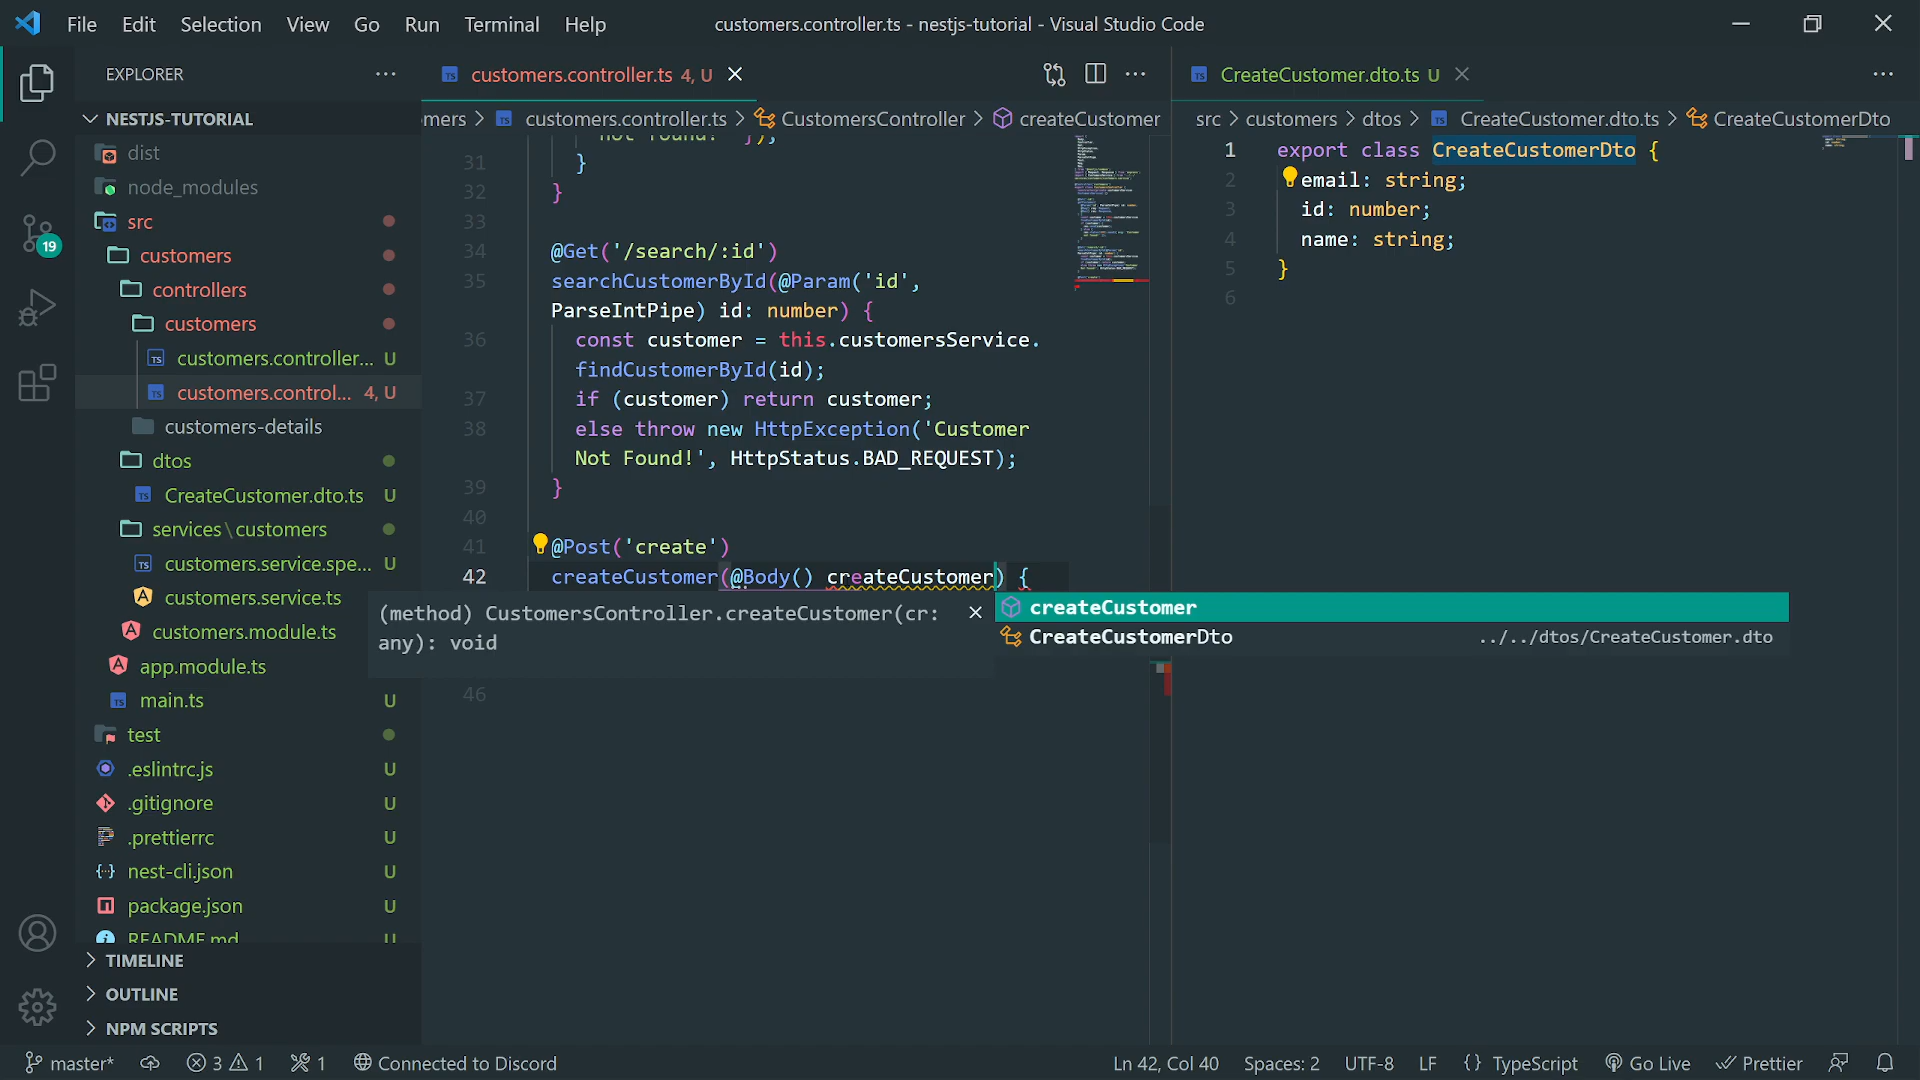 File Edit Selection View Go Run Terminal Help
customers.controller.ts - nestjs-tutorial - Visual Studio Code
EXPLORER
NESTJS-TUTORIAL
dist
node_modules
src
customers
controllers
customers
customers.controller... U
customers.control... 4, U
customers-details
dtos
CreateCustomer.dto.ts U
services\customers
customers.service.spe... U
customers.service.ts U
customers.module.ts
app.module.ts
main.ts U
test
.eslintrc.js U
.gitignore U
.prettierrc U
nest-cli.json U
package.json U
README.md U
TIMELINE
OUTLINE
NPM SCRIPTS
19
customers.controller.ts 4, U
mers > customers.controller.ts > CustomersController > createCustomer
not found!' });
31 }
32 }
33
34 @Get('/search/:id')
35 searchCustomerById(@Param('id',
ParseIntPipe) id: number) {
36 const customer = this.customersService.
findCustomerById(id);
37 if (customer) return customer;
38 else throw new HttpException('Customer
Not Found!', HttpStatus.BAD_REQUEST);
39 }
40
41 @Post('create')
42 createCustomer(@Body() createCustomer) {
(method) CustomersController.createCustomer(cr:
any): void
createCustomer
CreateCustomerDto ../../dtos/CreateCustomer.dto
46
CreateCustomer.dto.ts U
src > customers > dtos > CreateCustomer.dto.ts > CreateCustomerDto
1 export class CreateCustomerDto {
2 email: string;
3 id: number;
4 name: string;
5 }
6
master* 3 1 1 Connected to Discord Ln 42, Col 40 Spaces: 2 UTF-8 LF {} TypeScript Go Live Prettier